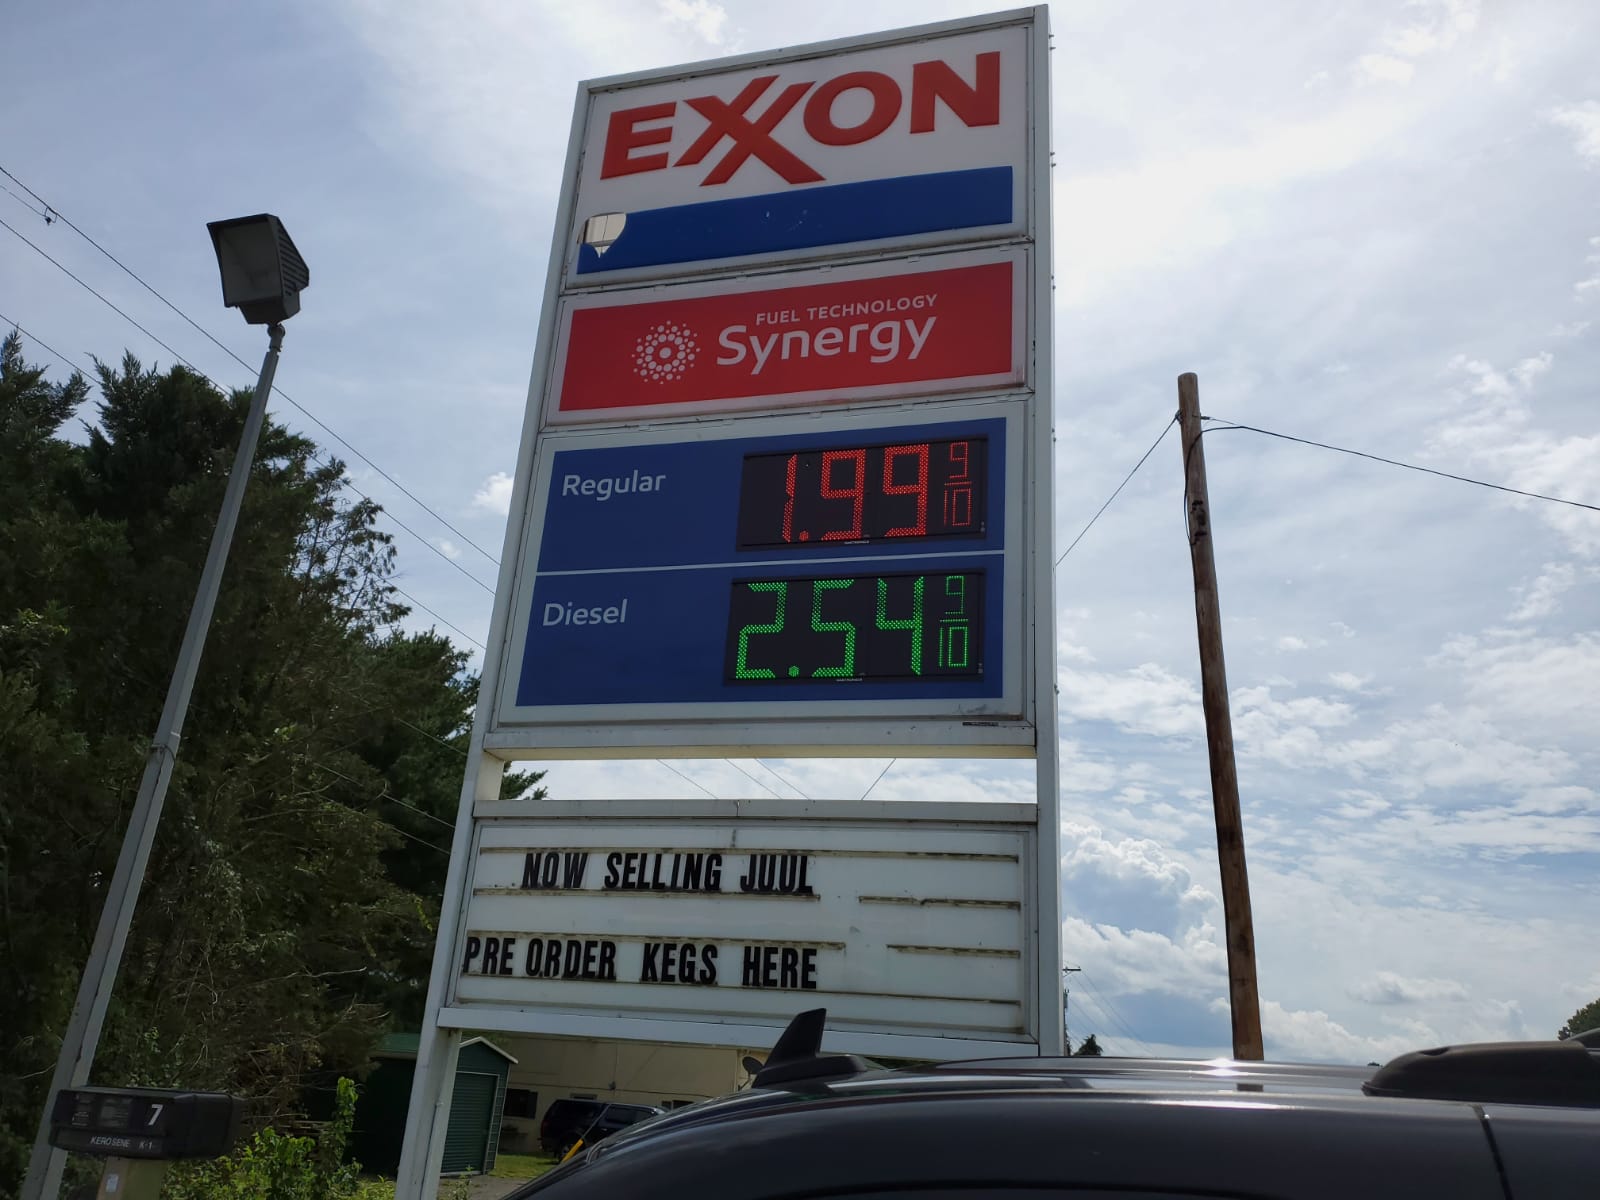 EXXON
FUEL TECHNOLOGY
Synergy
Regular 1.99 9/10
Diesel 2.54 9/10
NOW SELLING JUUL
PRE ORDER KEGS HERE
7
KEROSENE K-1